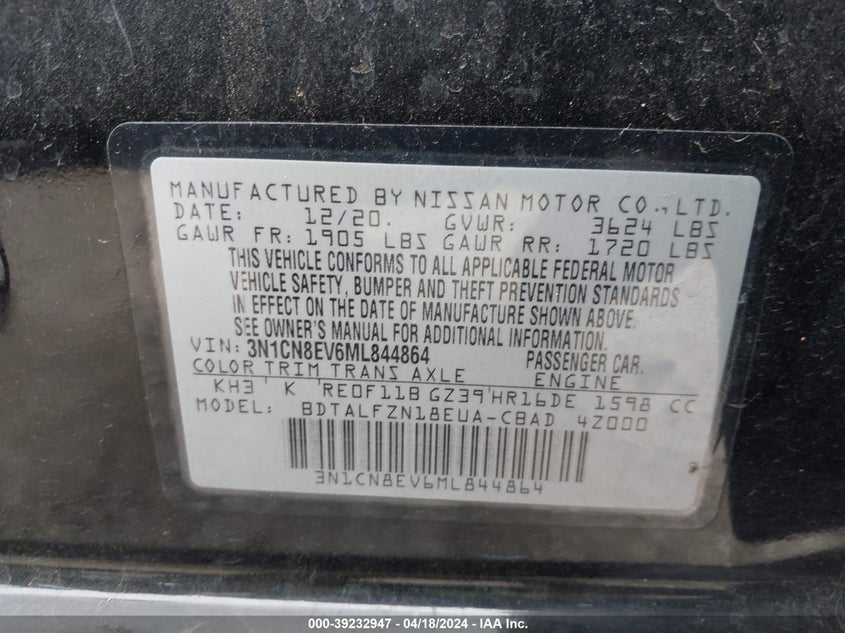 MANUFACTURED BY NISSAN MOTOR CO., LTD.
DATE: 12/20. GVWR: 3624 LBS
GAWR FR: 1905 LBS GAWR RR: 1720 LBS
THIS VEHICLE CONFORMS TO ALL APPLICABLE FEDERAL MOTOR
VEHICLE SAFETY, BUMPER AND THEFT PREVENTION STANDARDS
IN EFFECT ON THE DATE OF MANUFACTURE SHOWN ABOVE.
SEE OWNER'S MANUAL FOR ADDITIONAL INFORMATION.
VIN: 3N1CN8EV6ML844864 PASSENGER CAR.
COLOR TRIM TRANS AXLE ENGINE
KH3 K RE0F11B GZ39 HR16DE 1598 CC
MODEL: BDTALFZN18EUA-CBAD 4Z000
3N1CN8EV6ML844864
000-39232947 - 04/18/2024 - IAAI.COM